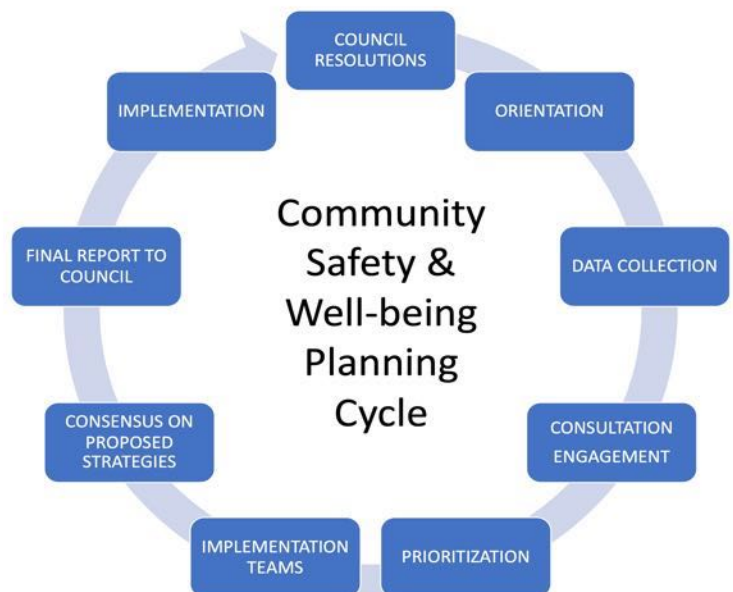 COUNCIL
RESOLUTIONS
ORIENTATION
DATA COLLECTION
CONSULTATION
ENGAGEMENT
PRIORITIZATION
IMPLEMENTATION
TEAMS
CONSENSUS ON
PROPOSED
STRATEGIES
FINAL REPORT TO
COUNCIL
IMPLEMENTATION
Community
Safety &
Well-being
Planning
Cycle